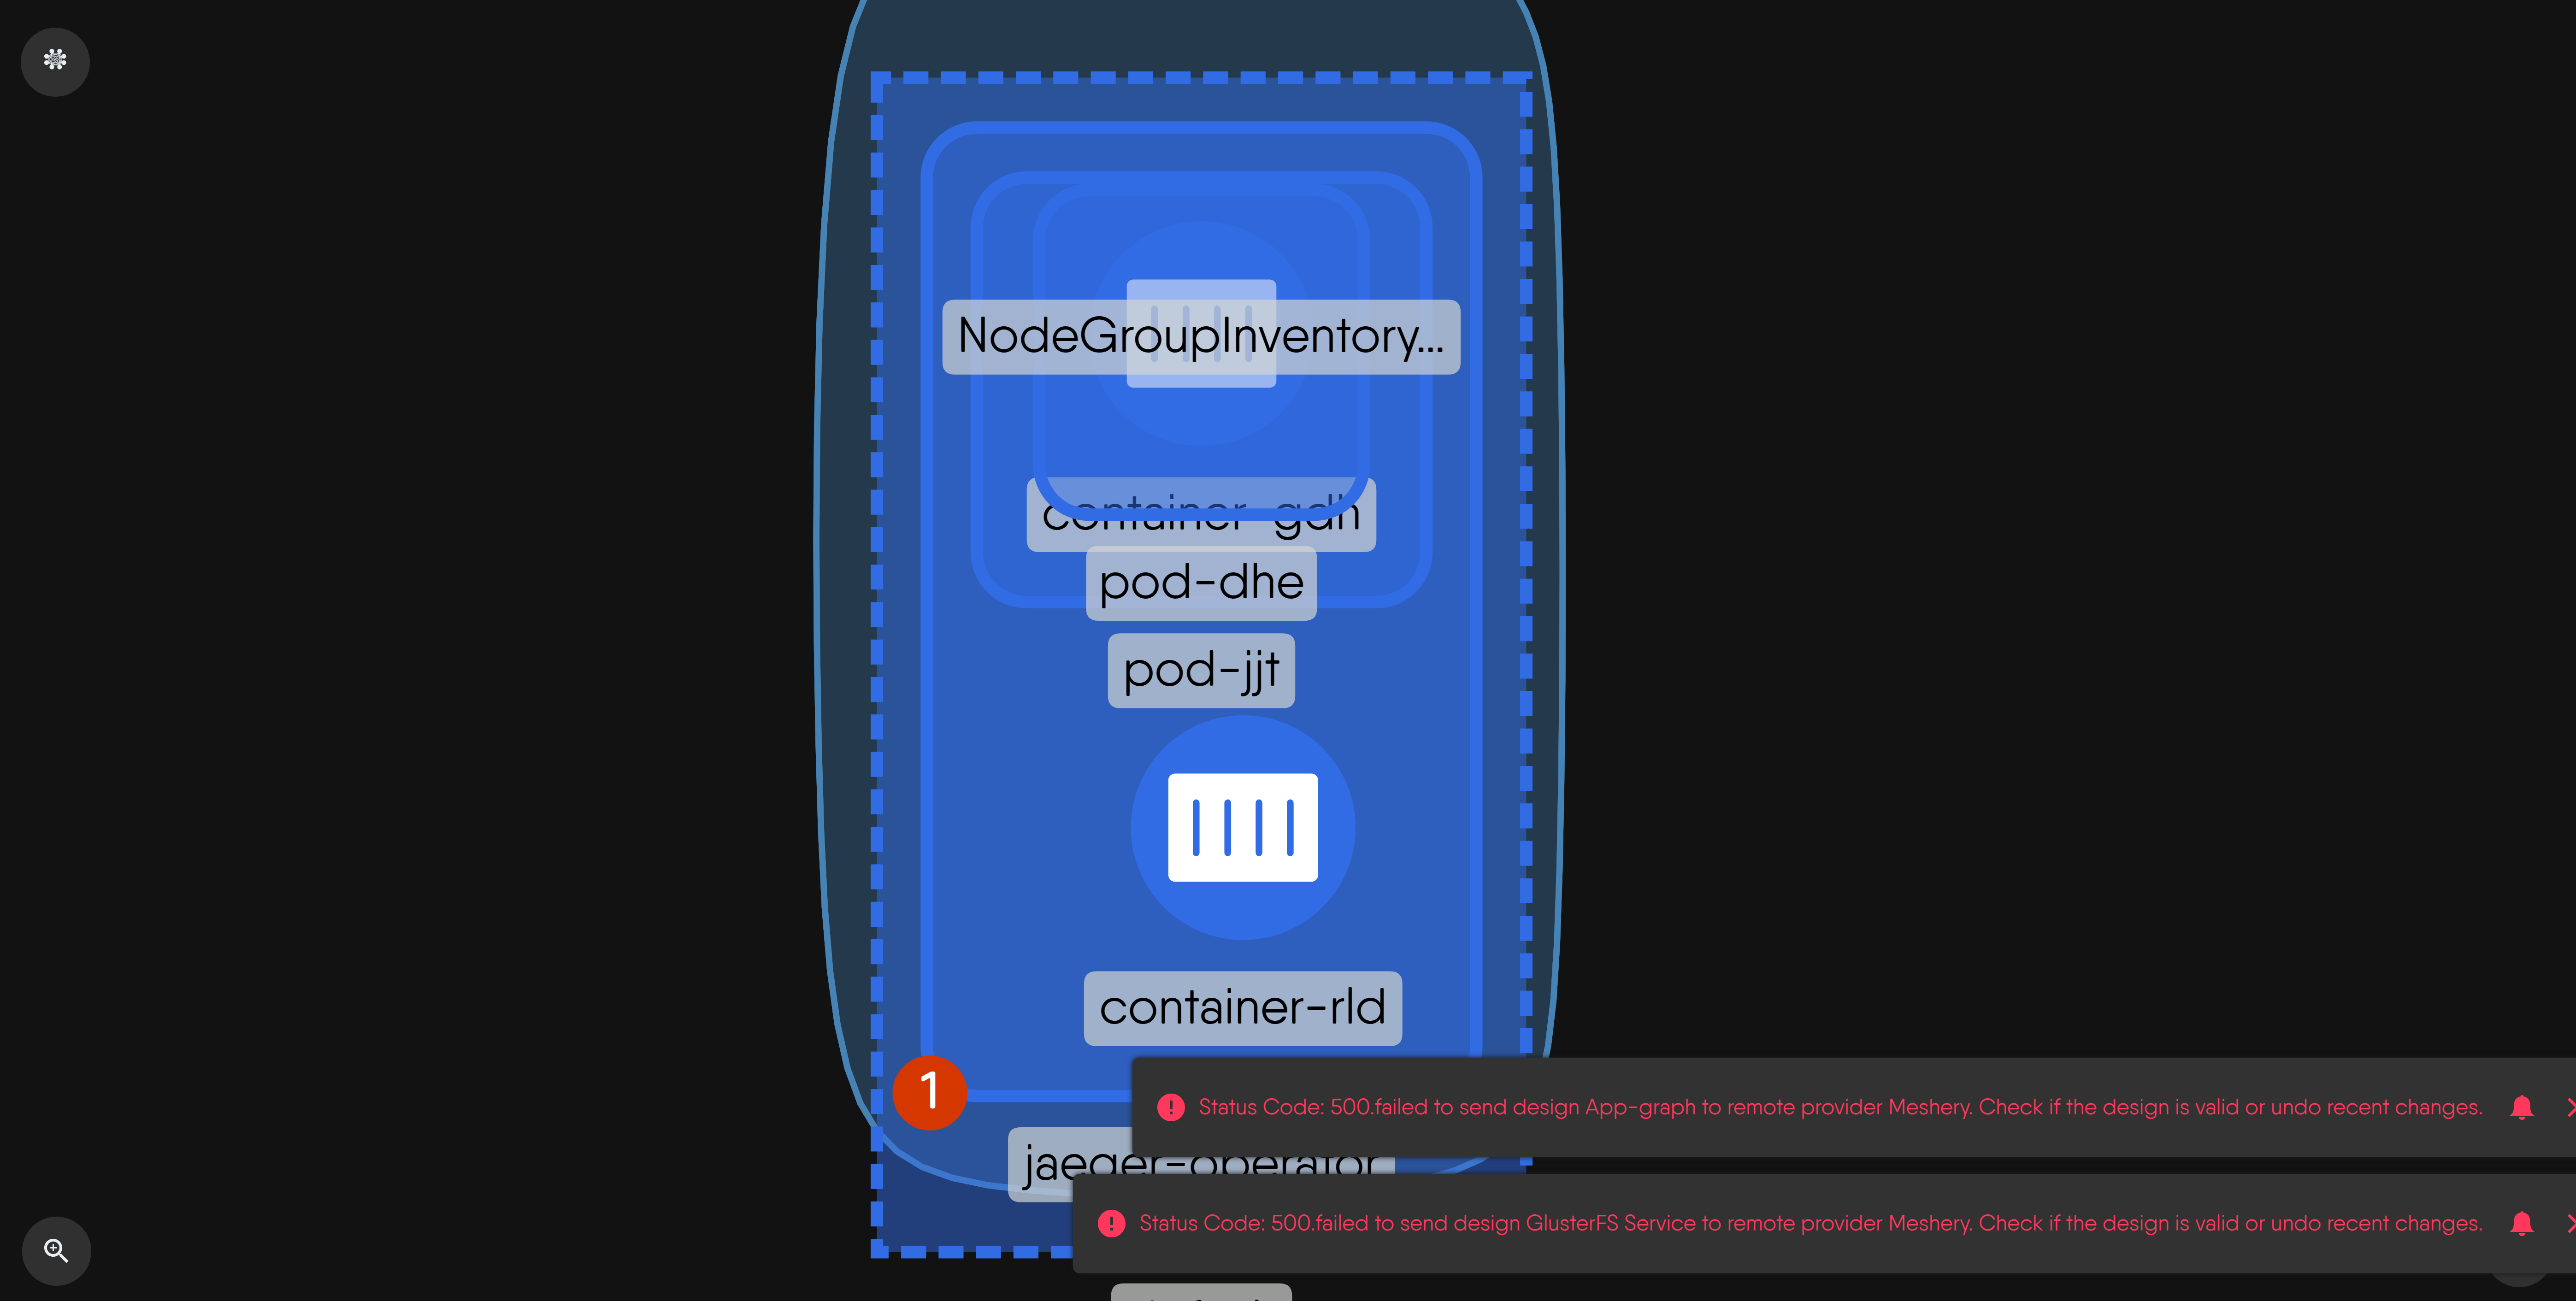 NodeGroupInventory...
container-gdh
pod-dhe
pod-jjt
container-rld
1
Status Code: 500.failed to send design App-graph to remote provider Meshery. Check if the design is valid or undo recent changes.
jaeger-operator
Status Code: 500.failed to send design GlusterFS Service to remote provider Meshery. Check if the design is valid or undo recent changes.